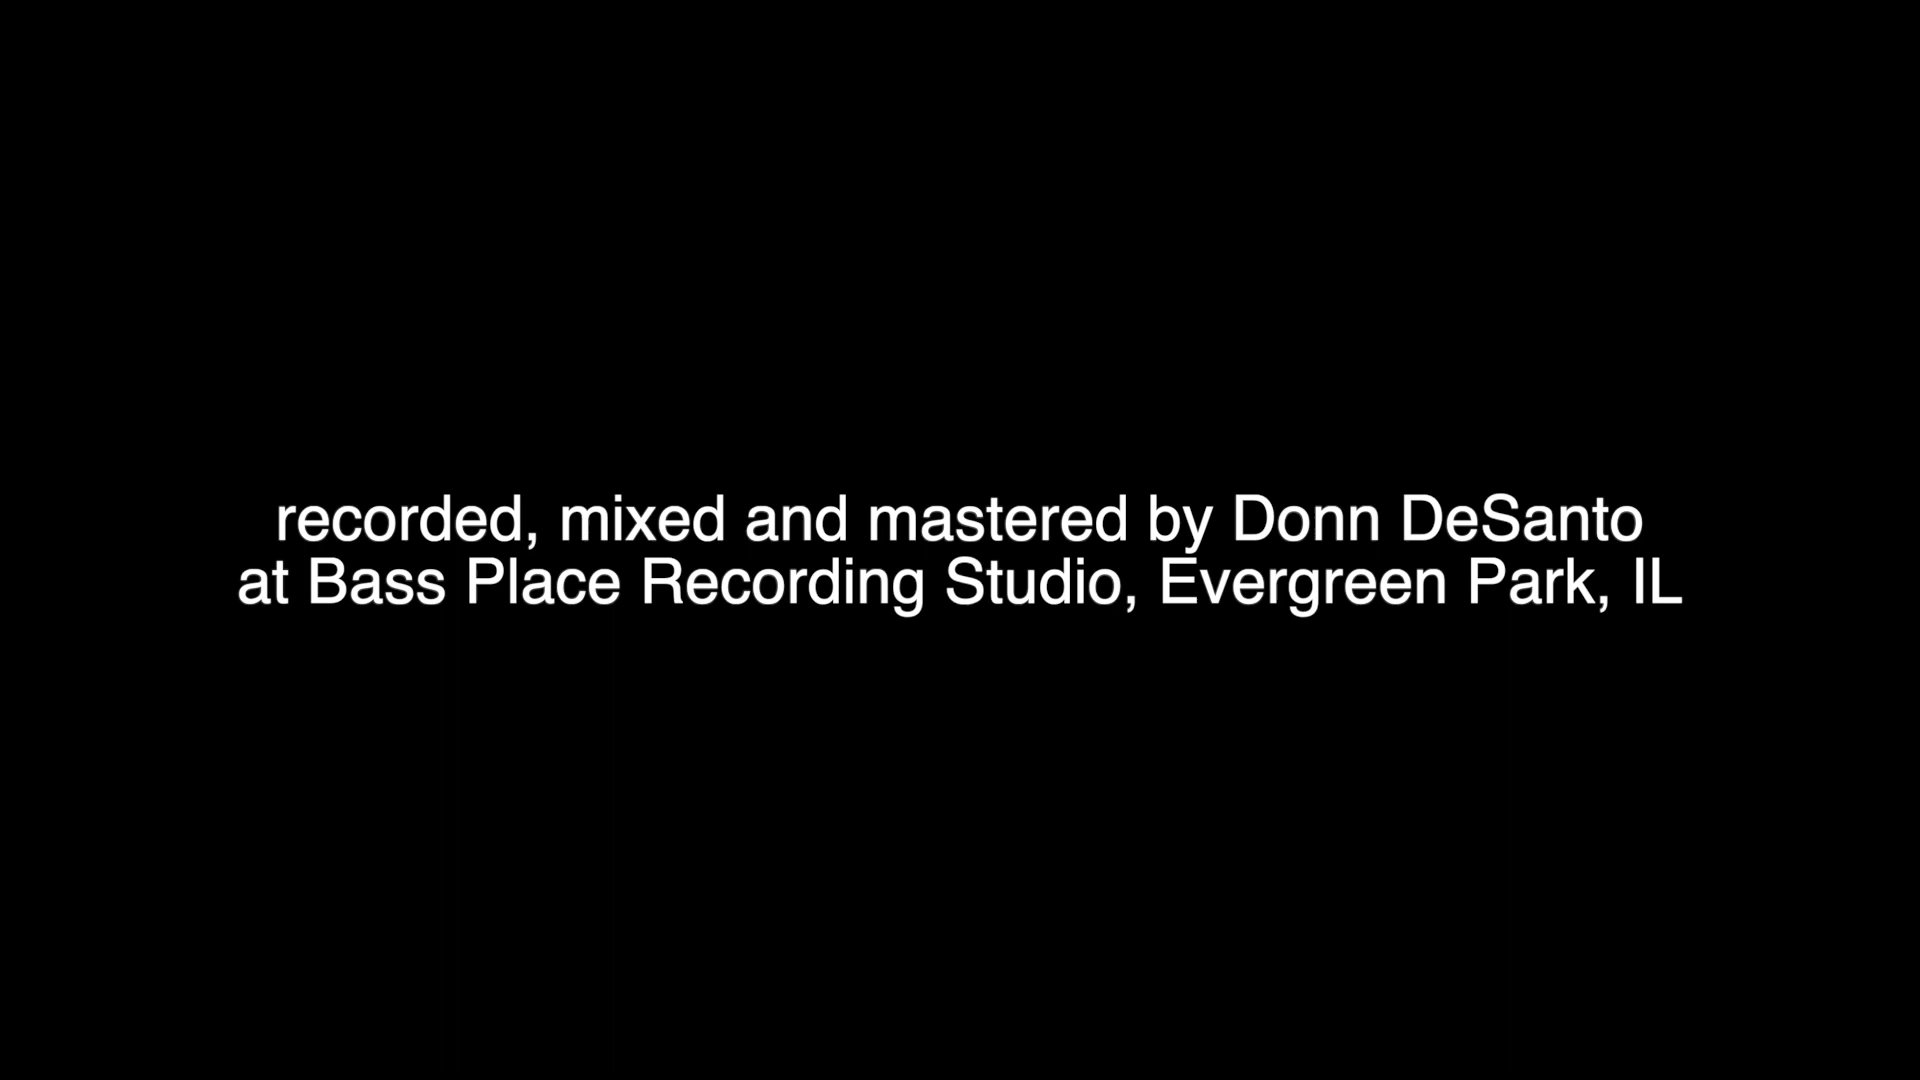 recorded, mixed and mastered by Donn DeSanto
at Bass Place Recording Studio, Evergreen Park, IL